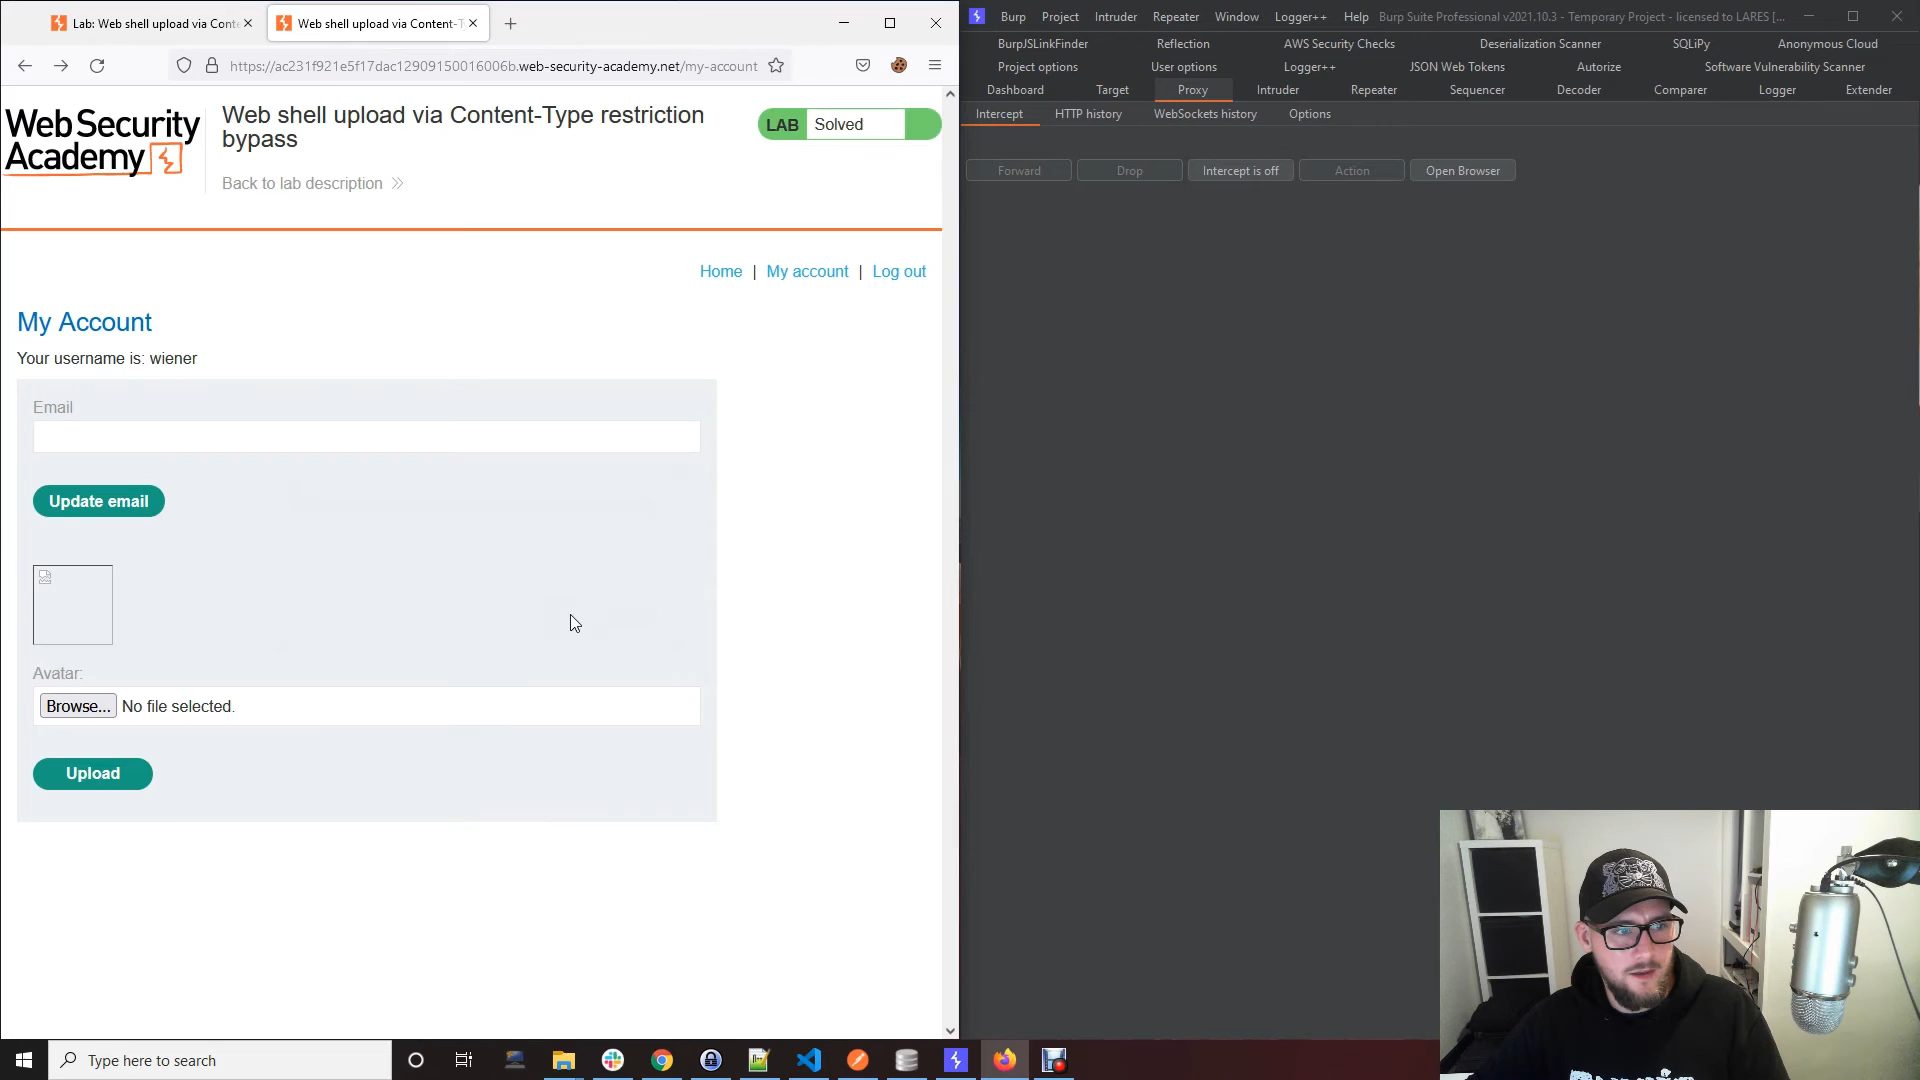 Lab: Web shell upload via Conte
Web shell upload via Content-T
https://ac231f921e5f17dac12909150016006b.web-security-academy.net/my-account
Web Security
Academy
Web shell upload via Content-Type restriction
bypass
Back to lab description
LAB Solved
Home | My account | Log out
My Account
Your username is: wiener
Email
Update email
Avatar:
Browse... No file selected.
Upload
Burp Project Intruder Repeater Window Logger++ Help Burp Suite Professional v2021.10.3 - Temporary Project - licensed to LARES [...
BurpJSLinkFinder Reflection AWS Security Checks Deserialization Scanner SQLiPy Anonymous Cloud
Project options User options Logger++ JSON Web Tokens Autorize Software Vulnerability Scanner
Dashboard Target Proxy Intruder Repeater Sequencer Decoder Comparer Logger Extender
Intercept HTTP history WebSockets history Options
Forward Drop Intercept is off Action Open Browser
Type here to search